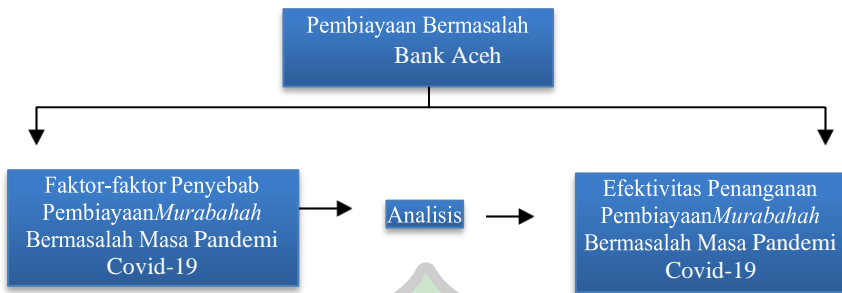 Pembiayaan Bermasalah
Bank Aceh
Faktor-faktor Penyebab
PembiayaanMurabahah
Bermasalah Masa Pandemi
Covid-19
Analisis
Efektivitas Penanganan
PembiayaanMurabahah
Bermasalah Masa Pandemi
Covid-19